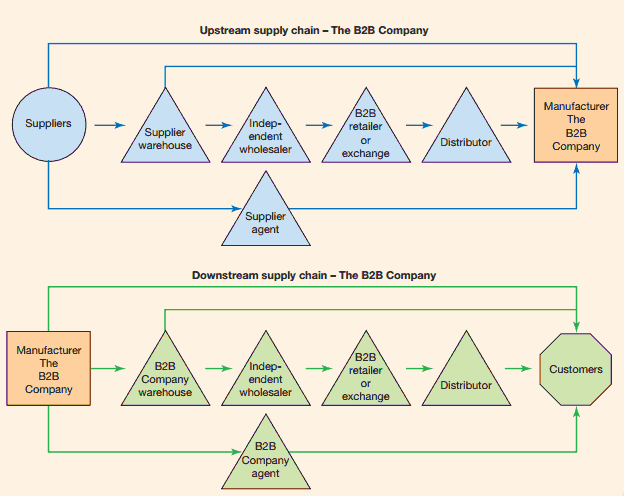 Upstream supply chain – The B2B Company
Suppliers
Supplier
warehouse
Indep-
endent
wholesaler
B2B
retailer
or
exchange
Distributor
Manufacturer
The
B2B
Company
Supplier
agent
Downstream supply chain – The B2B Company
Manufacturer
The
B2B
Company
B2B
Company
warehouse
Indep-
endent
wholesaler
B2B
retailer
or
exchange
Distributor
Customers
B2B
Company
agent